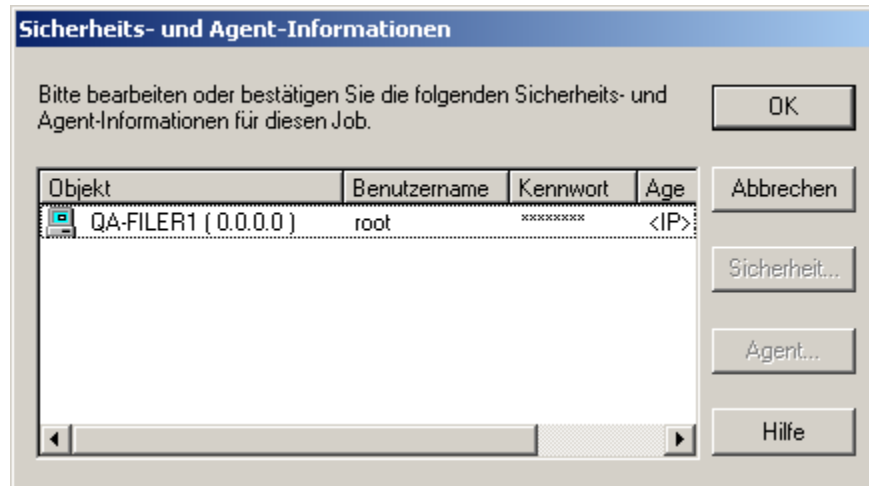 Sicherheits- und Agent-Informationen
Bitte bearbeiten oder bestätigen Sie die folgenden Sicherheits- und
Agent-Informationen für diesen Job.
OK
Objekt Benutzername Kennwort Age
QA-FILER1 ( 0.0.0.0 ) root ******** <IP>
Abbrechen
Sicherheit...
Agent...
Hilfe